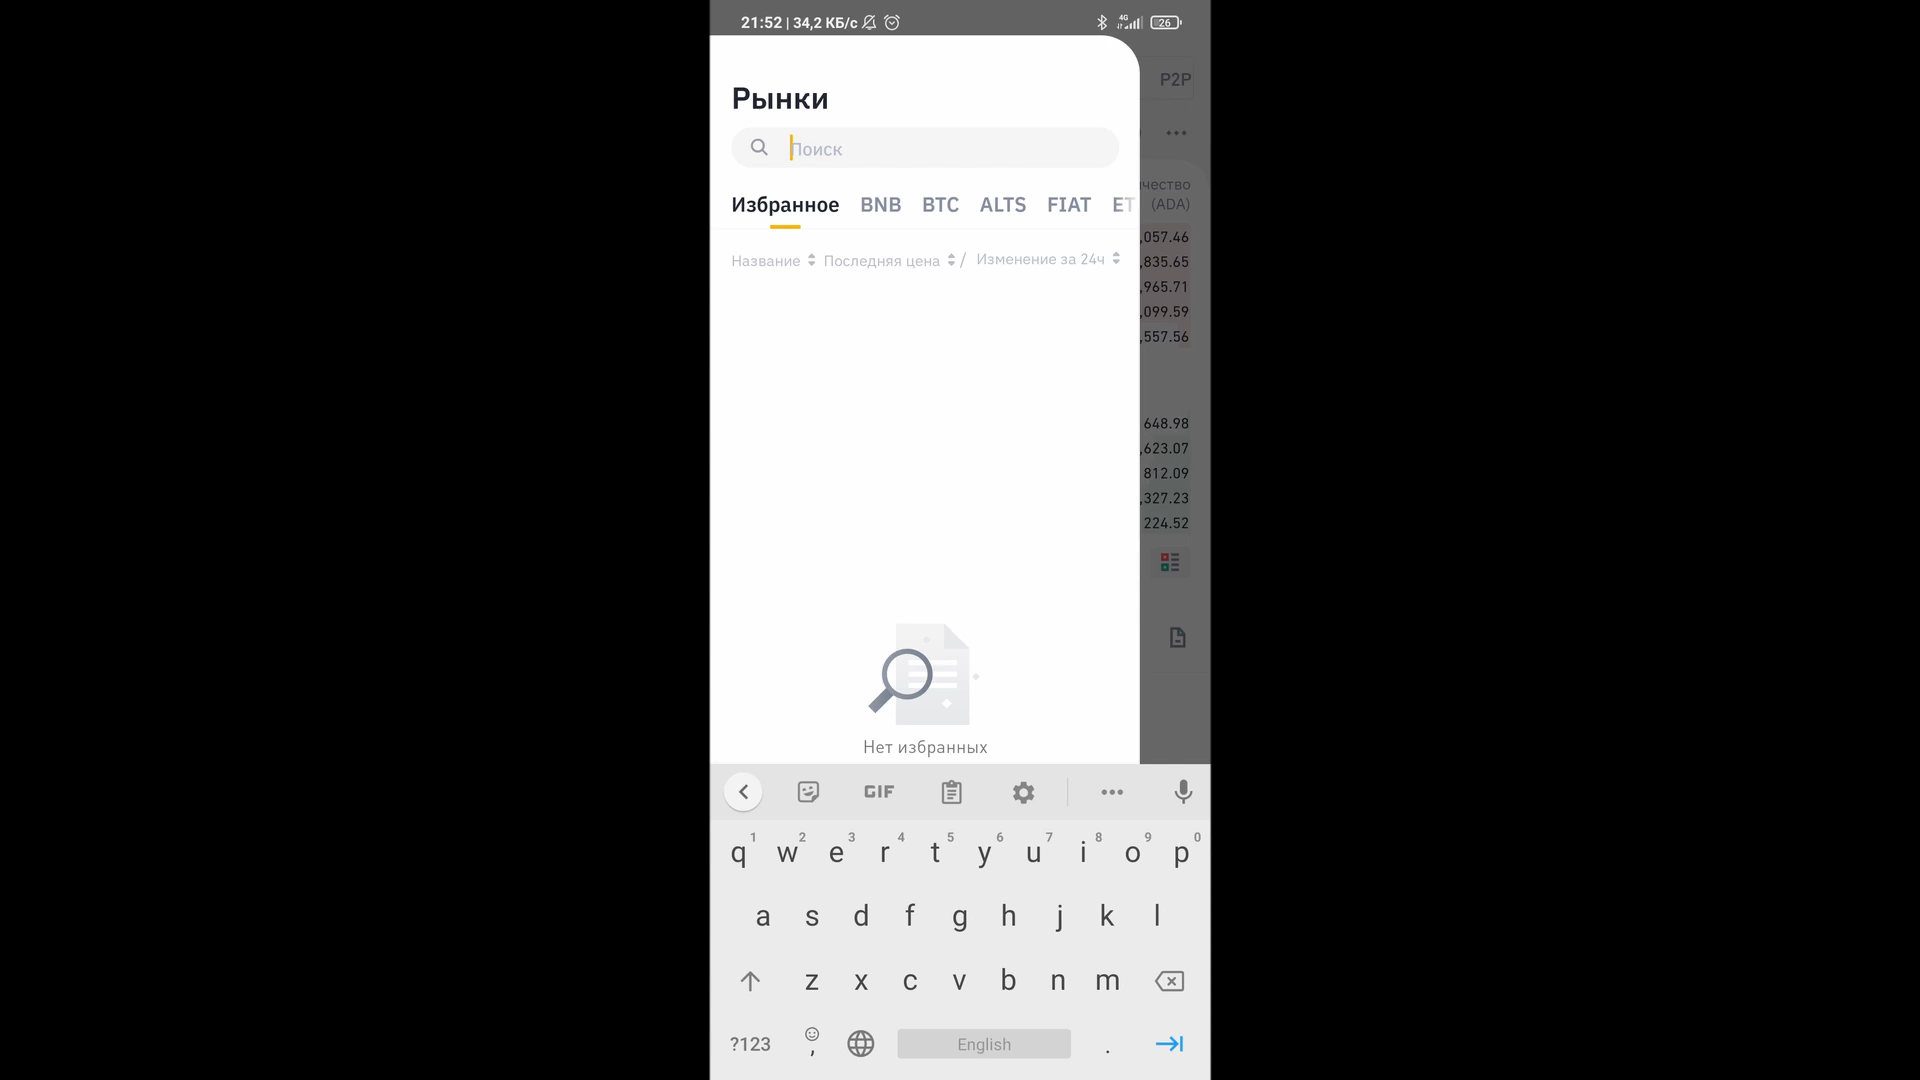 21:52 | 34,2 КБ/с
4G
26
P2P
Рынки
Поиск
Избранное BNB BTC ALTS FIAT ET
чество
(ADA)
Название Последняя цена / Изменение за 24ч
,057.46
,835.65
,965.71
,099.59
,557.56
648.98
,623.07
812.09
,327.23
224.52
Нет избранных
GIF
1 2 3 4 5 6 7 8 9 0
q w e r t y u i o p
a s d f g h j k l
z x c v b n m
?123 , English .